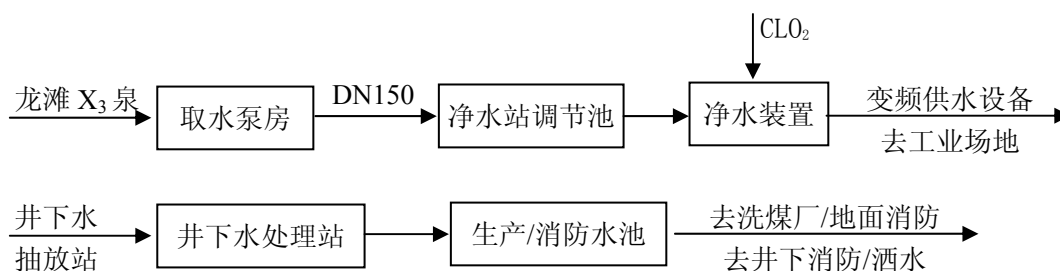 CLO₂
龙滩 X₃ 泉
取水泵房
DN150
净水站调节池
净水装置
变频供水设备
去工业场地
井下水
抽放站
井下水处理站
生产/消防水池
去洗煤厂/地面消防
去井下消防/洒水